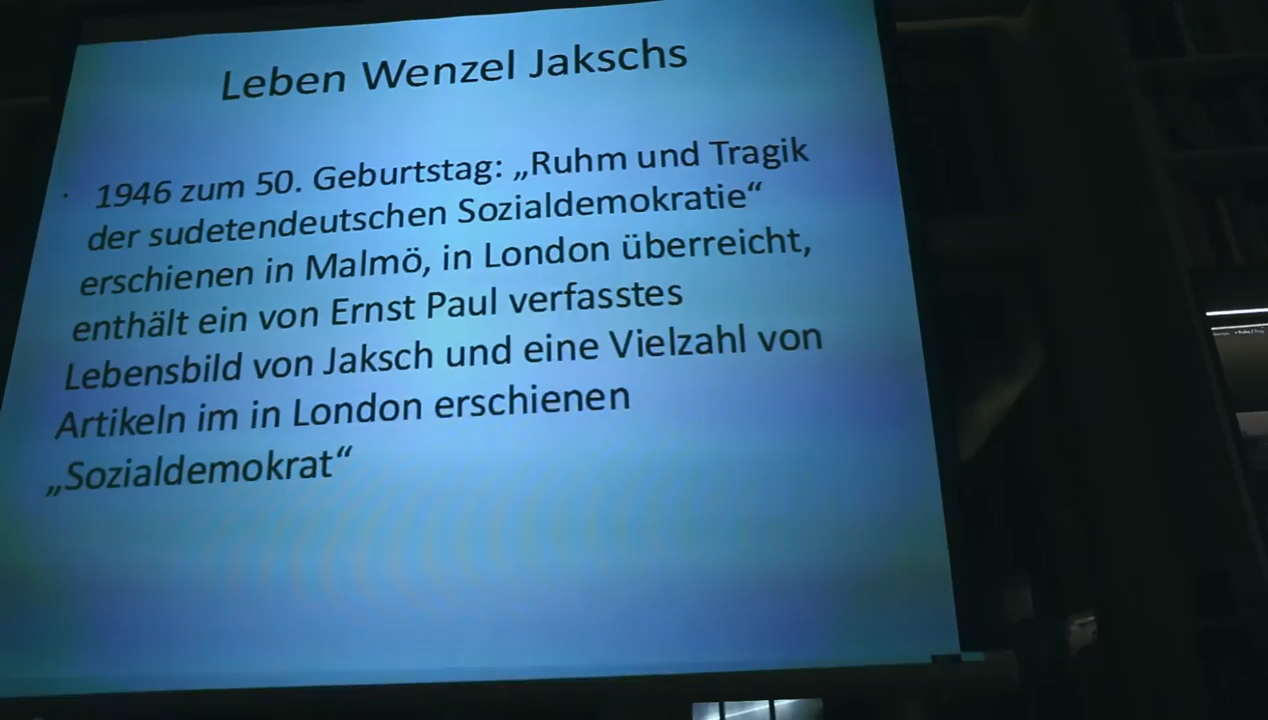 Leben Wenzel Jakschs
· 1946 zum 50. Geburtstag: „Ruhm und Tragik
der sudetendeutschen Sozialdemokratie“
erschienen in Malmö, in London überreicht,
enthält ein von Ernst Paul verfasstes
Lebensbild von Jaksch und eine Vielzahl von
Artikeln im in London erschienen
„Sozialdemokrat“